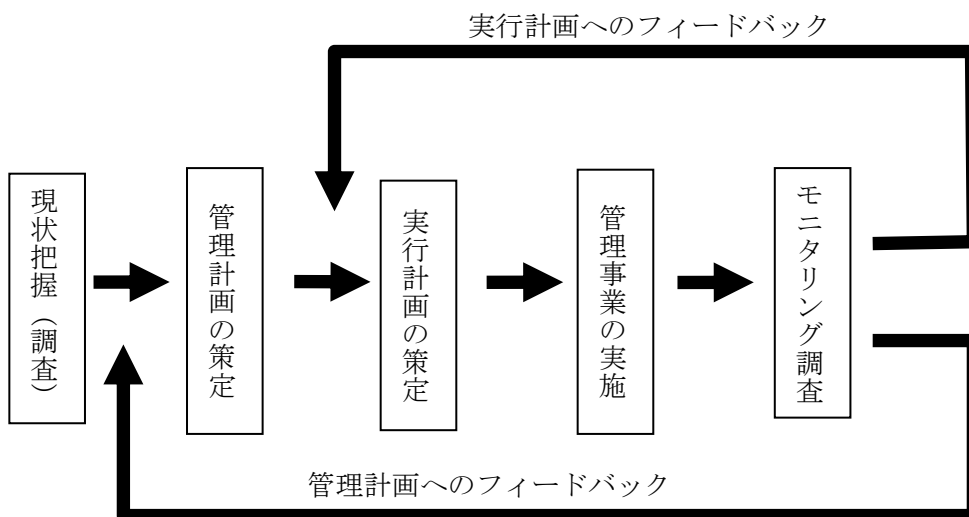 実行計画へのフィードバック
現状把握（調査）
管理計画の策定
実行計画の策定
管理事業の実施
モニタリング調査
管理計画へのフィードバック